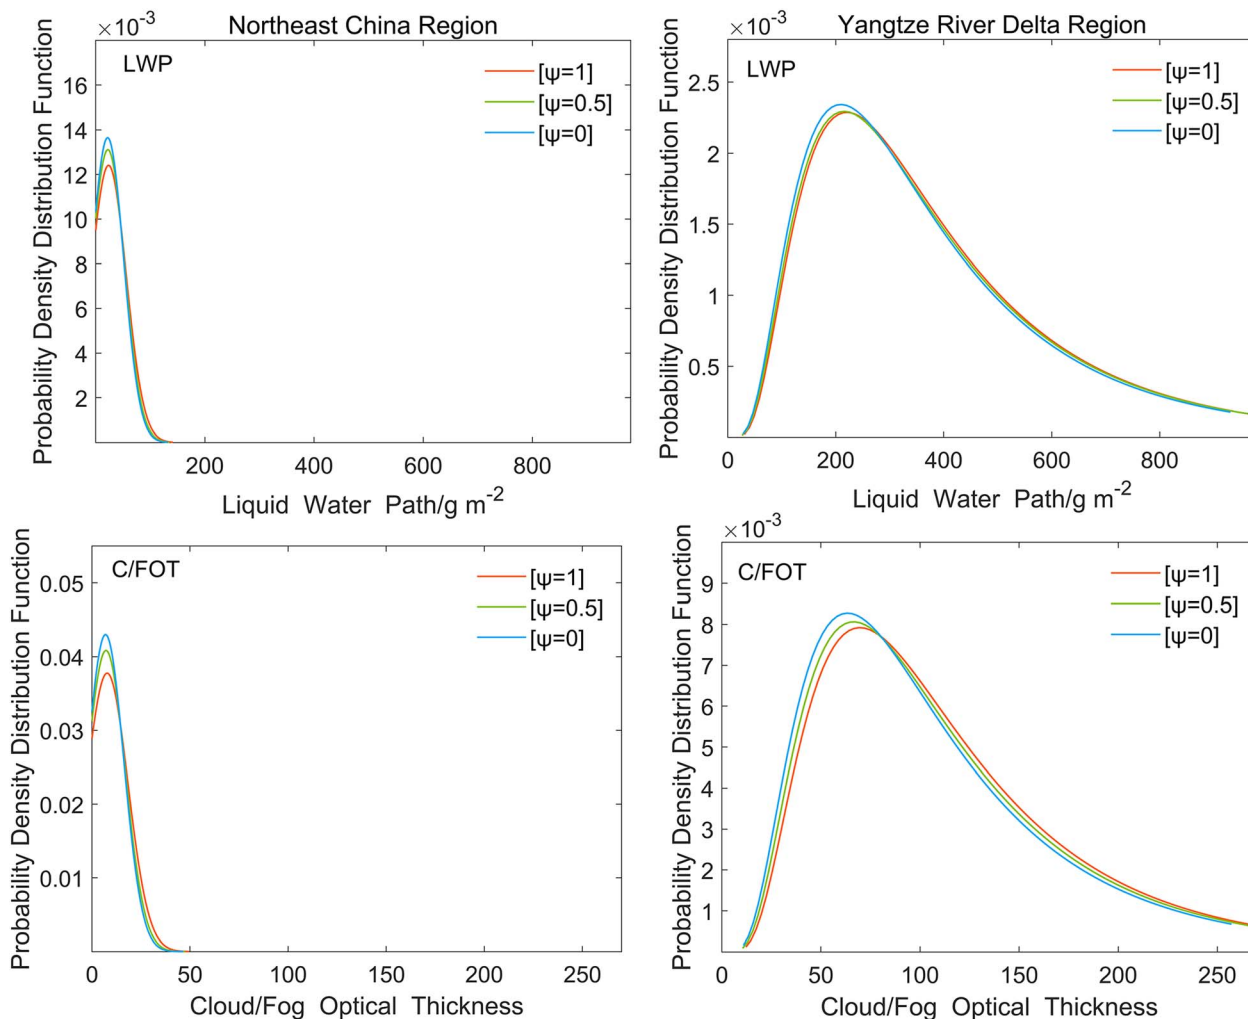 ×10⁻³
Northeast China Region
Probability Density Distribution Function
LWP
[ψ=1]
[ψ=0.5]
[ψ=0]
16
14
12
10
8
6
4
2
200
400
600
800
Liquid Water Path/g m⁻²
×10⁻³
Yangtze River Delta Region
Probability Density Distribution Function
LWP
[ψ=1]
[ψ=0.5]
[ψ=0]
2.5
2
1.5
1
0.5
0
200
400
600
800
Liquid Water Path/g m⁻²
Probability Density Distribution Function
C/FOT
[ψ=1]
[ψ=0.5]
[ψ=0]
0.05
0.04
0.03
0.02
0.01
0
50
100
150
200
250
Cloud/Fog Optical Thickness
×10⁻³
Probability Density Distribution Function
C/FOT
[ψ=1]
[ψ=0.5]
[ψ=0]
9
8
7
6
5
4
3
2
1
0
50
100
150
200
250
Cloud/Fog Optical Thickness